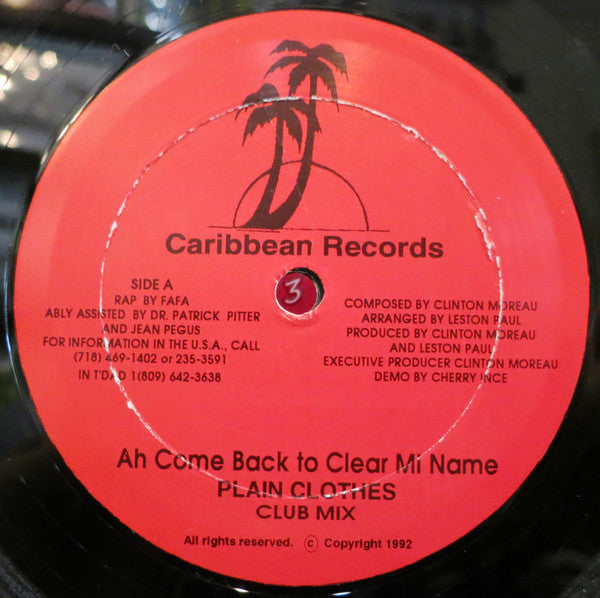 Caribbean Records
SIDE A
RAP BY FAFA
ABLY ASSISTED BY DR. PATRICK PITTER
AND JEAN PEGUS
FOR INFORMATION IN THE U.S.A., CALL
(718) 469-1402 or 235-3591
IN T'DAD 1(809) 642-3638
3
COMPOSED BY CLINTON MOREAU
ARRANGED BY LESTON PAUL
PRODUCED BY CLINTON MOREAU
AND LESTON PAUL
EXECUTIVE PRODUCER CLINTON MOREAU
DEMO BY CHERRY INCE
Ah Come Back to Clear Mi Name
PLAIN CLOTHES
CLUB MIX
All rights reserved. © Copyright 1992